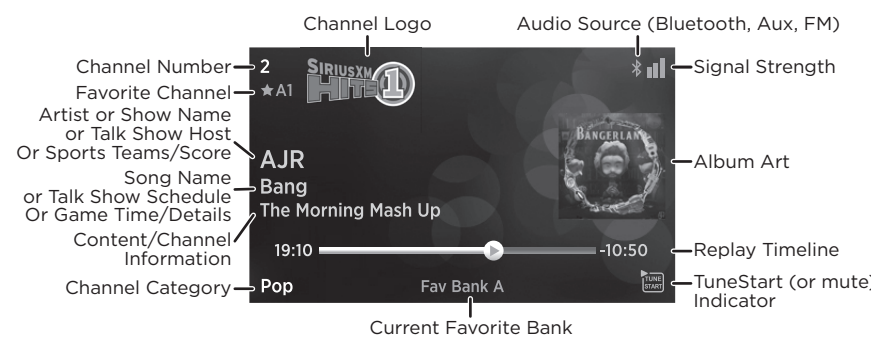 Channel Logo
Audio Source (Bluetooth, Aux, FM)
Channel Number
2
SIRIUSXM
HITS 1
Signal Strength
Favorite Channel
★A1
Artist or Show Name
or Talk Show Host
Or Sports Teams/Score
AJR
BANGERLAN
Album Art
Song Name
or Talk Show Schedule
Or Game Time/Details
Bang
The Morning Mash Up
Content/Channel
Information
19:10
-10:50
Replay Timeline
Channel Category
Pop
Fav Bank A
TUNE
START
TuneStart (or mute)
Indicator
Current Favorite Bank